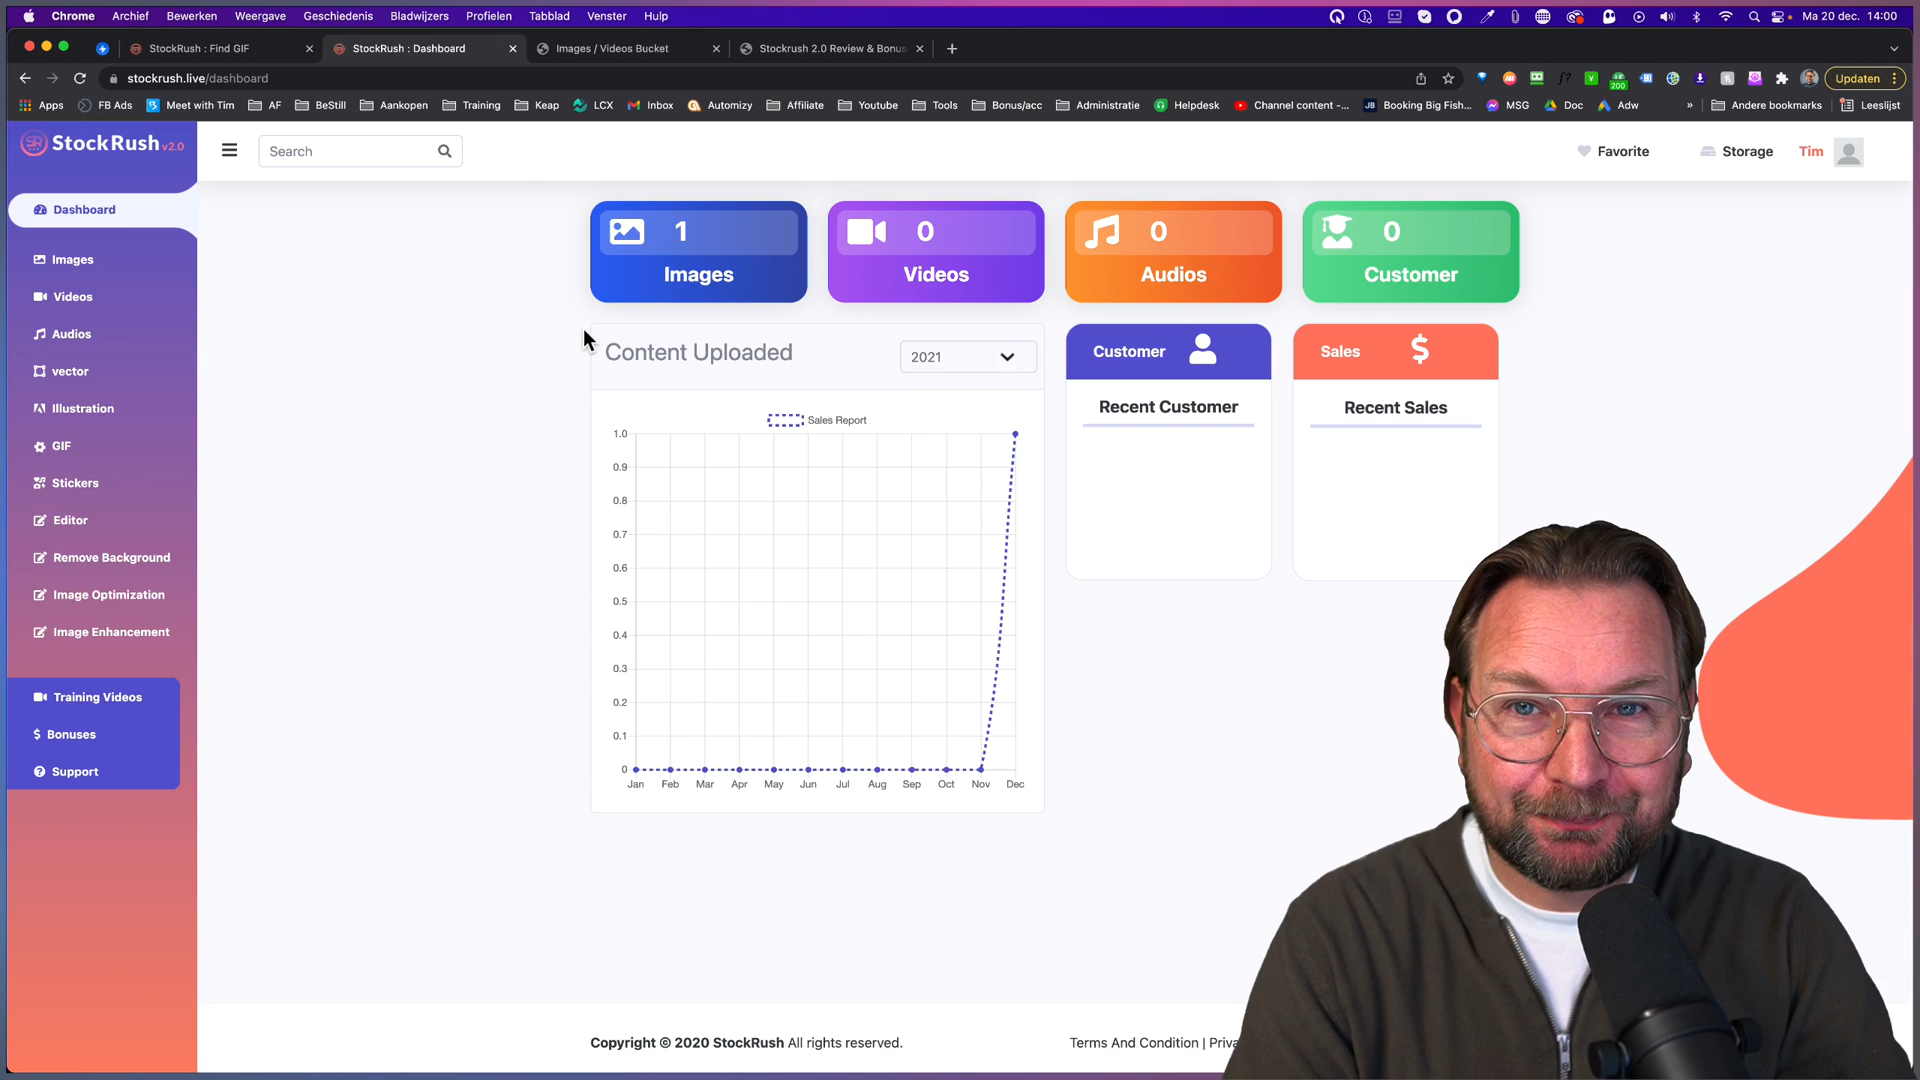 Chrome Archief Bewerken Weergave Geschiedenis Bladwijzers Profielen Tabblad Venster Hulp Ma 20 dec. 14:00
StockRush : Find GIF StockRush : Dashboard Images / Videos Bucket Stockrush 2.0 Review & Bonus
stockrush.live/dashboard 200 Updaten
Apps FB Ads Meet with Tim AF BeStill Aankopen Training Keap LCX Inbox Automizy Affiliate Youtube Tools Bonus/acc Administratie Helpdesk Channel content -... JB Booking Big Fish... MSG Doc Adw » Andere bookmarks Leeslijst
SR StockRush v2.0
Search
Favorite Storage Tim
Dashboard
Images
Videos
Audios
vector
Illustration
GIF
Stickers
Editor
Remove Background
Image Optimization
Image Enhancement
Training Videos
Bonuses
Support
1
Images
0
Videos
0
Audios
0
Customer
Content Uploaded 2021
Sales Report
1.0
0.9
0.8
0.7
0.6
0.5
0.4
0.3
0.2
0.1
0
Jan Feb Mar Apr May Jun Jul Aug Sep Oct Nov Dec
Customer
Recent Customer
Sales $
Recent Sales
Copyright © 2020 StockRush All rights reserved. Terms And Condition | Priva